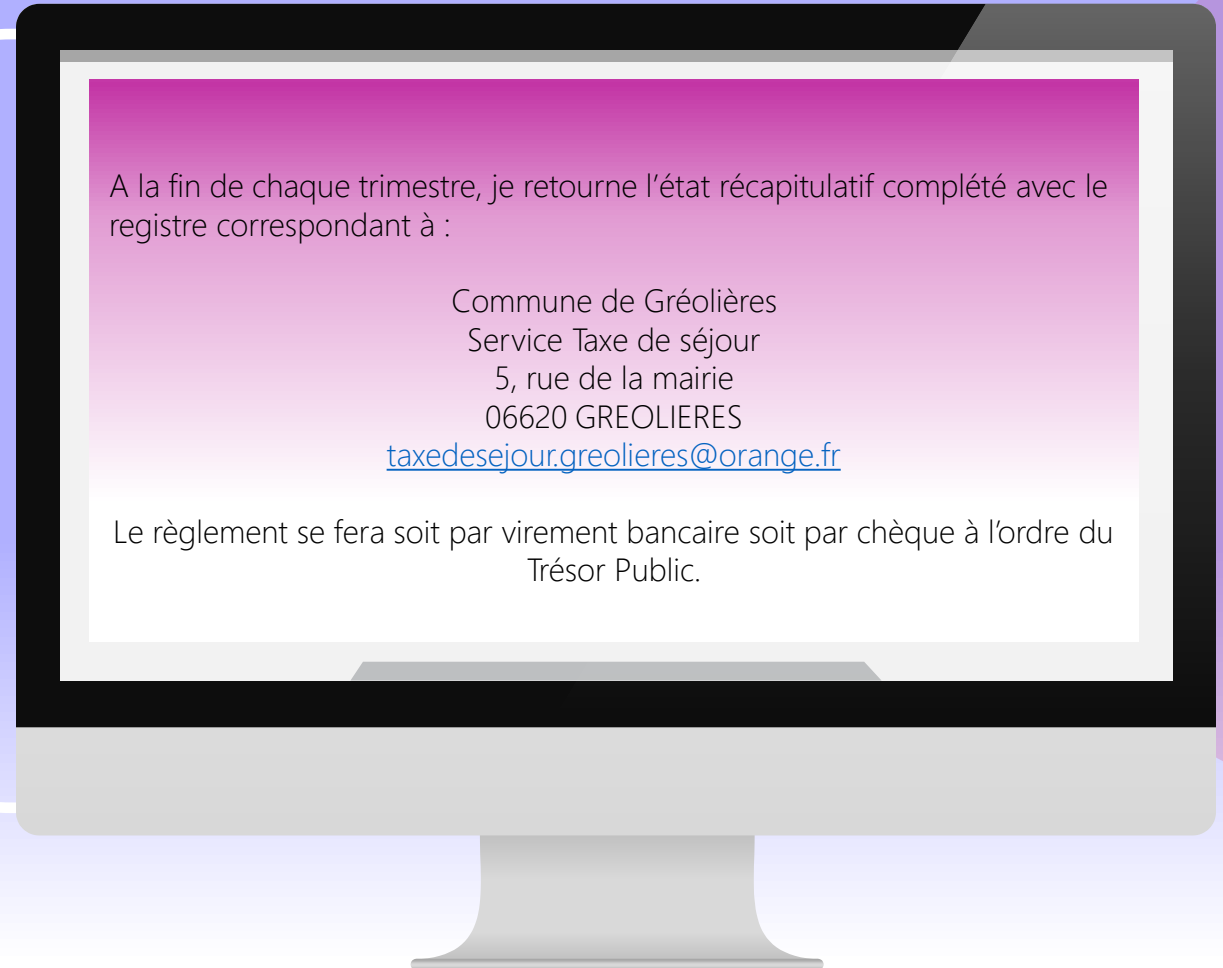 A la fin de chaque trimestre, je retourne l’état récapitulatif complété avec le
registre correspondant à :
Commune de Gréolières
Service Taxe de séjour
5, rue de la mairie
06620 GREOLIERES
taxedesejour.greolieres@orange.fr
Le règlement se fera soit par virement bancaire soit par chèque à l’ordre du
Trésor Public.